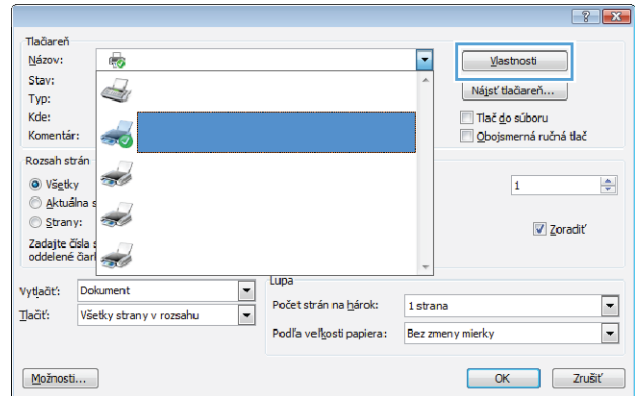 Tlačiareň
Názov:
Vlastnosti
Stav:
Nájsť tlačiareň...
Typ:
Kde:
Tlač do súboru
Komentár:
Obojsmerná ručná tlač
Rozsah strán
Všetky
1
Aktuálna s
Strany:
Zoradiť
Zadajte čísla s
oddelené čiark
Lupa
Vytlačiť: Dokument
Počet strán na hárok: 1 strana
Tlačiť: Všetky strany v rozsahu
Podľa veľkosti papiera: Bez zmeny mierky
Možnosti...
OK
Zrušiť